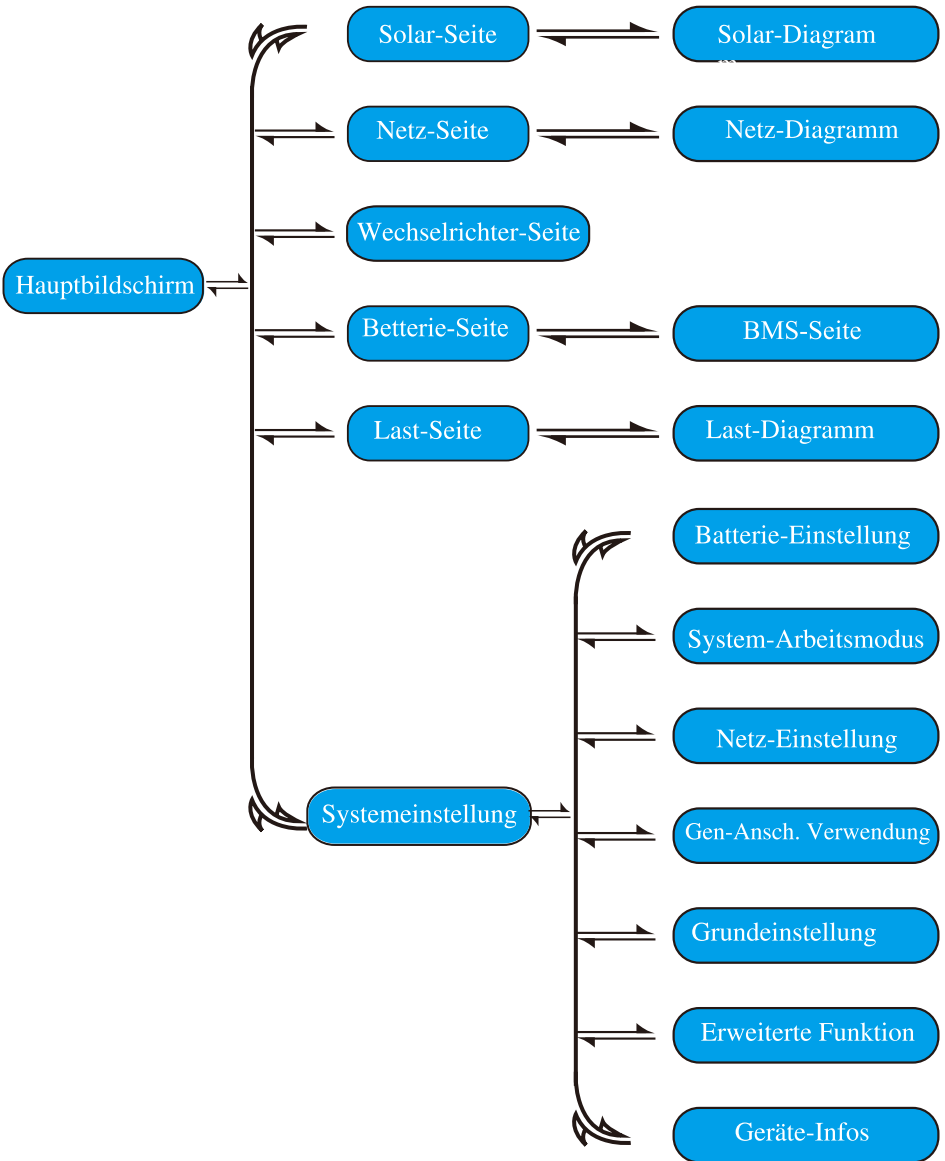 Solar-Seite
Solar-Diagram
m
Netz-Seite
Netz-Diagramm
Wechselrichter-Seite
Hauptbildschirm
Betterie-Seite
BMS-Seite
Last-Seite
Last-Diagramm
Batterie-Einstellung
System-Arbeitsmodus
Netz-Einstellung
Systemeinstellung
Gen-Ansch. Verwendung
Grundeinstellung
Erweiterte Funktion
Geräte-Infos